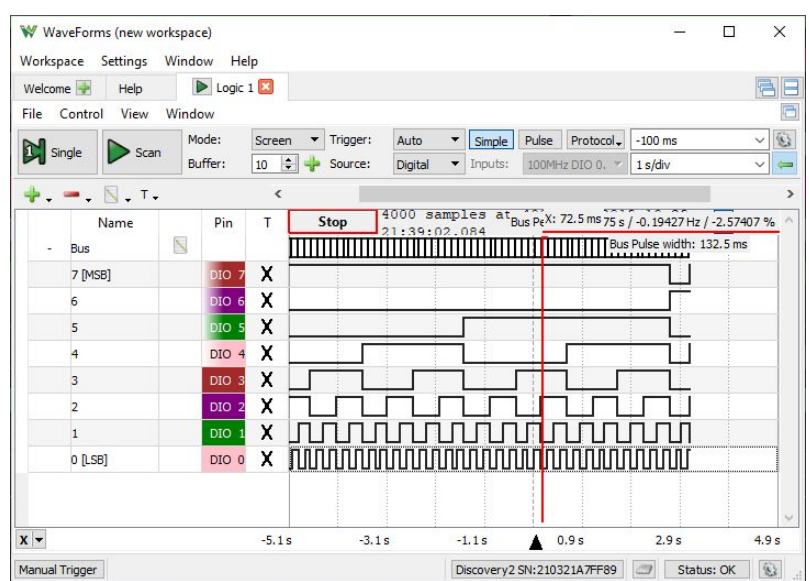 WaveForms (new workspace)
Workspace Settings Window Help
Welcome Help Logic 1
File Control View Window
Single Scan Mode: Screen Trigger: Auto Simple Pulse Protocol -100 ms
Buffer: 10 Source: Digital Inputs: 100MHz DIO 0. 1 s/div
T
Name Pin T Stop 4000 samples at X: 72.5 ms 75 s / -0.19427 Hz / -2.57407 %
21:39:02.084
- Bus Bus Pulse width: 132.5 ms
7 [MSB] DIO 7 X
6 DIO 6 X
5 DIO 5 X
4 DIO 4 X
3 DIO 3 X
2 DIO 2 X
1 DIO 1 X
0 [LSB] DIO 0 X
X -5.1 s -3.1 s -1.1 s 0.9 s 2.9 s 4.9 s
Manual Trigger Discovery2 SN:210321A7FF89 Status: OK